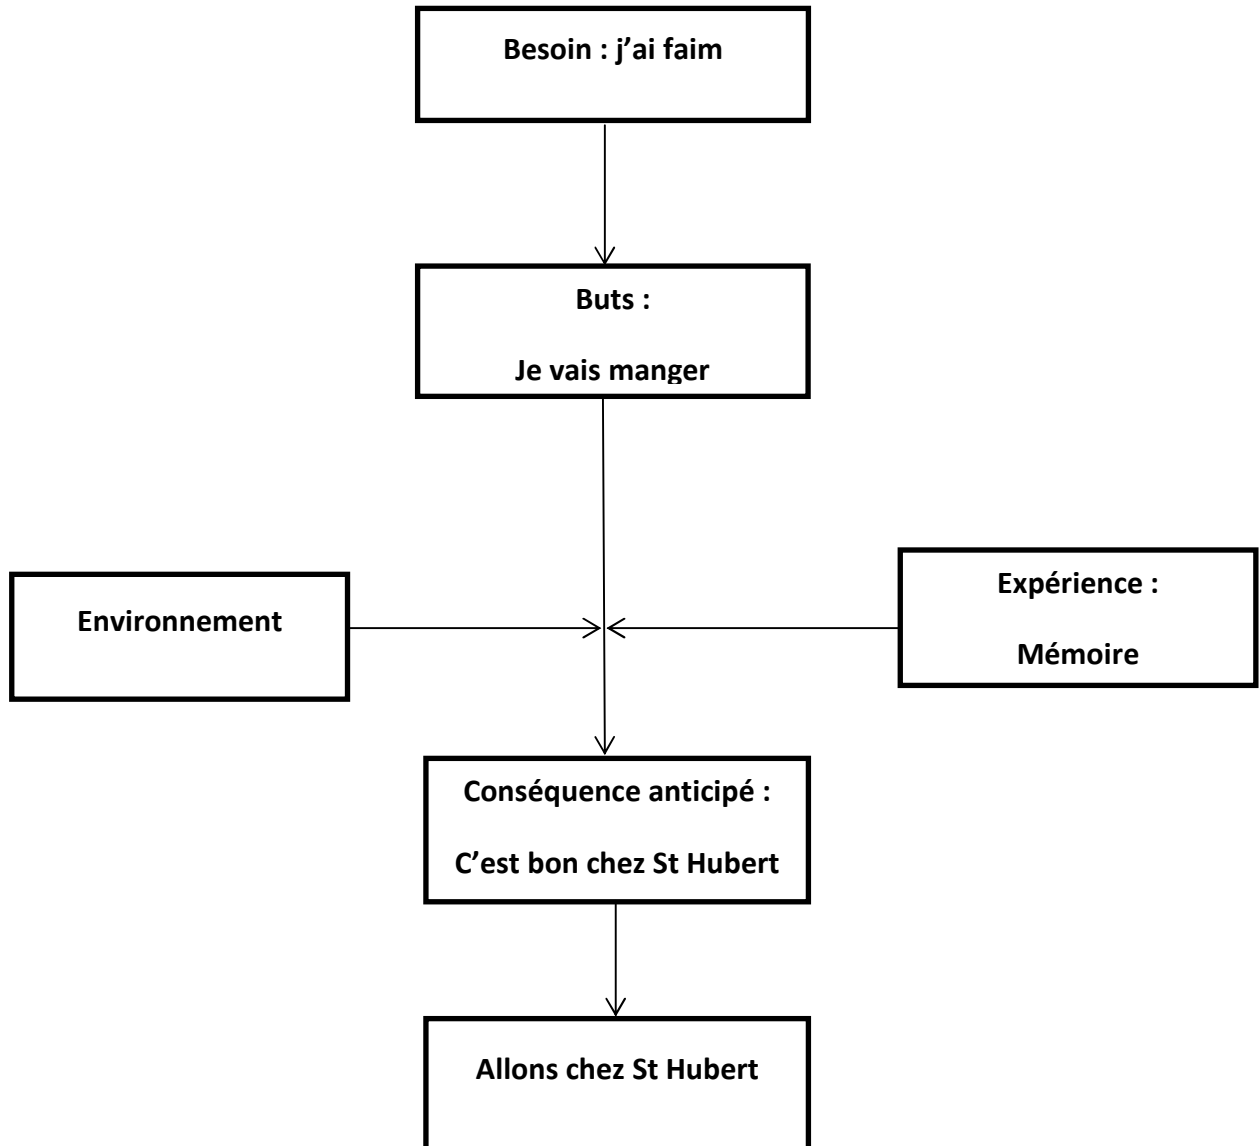 Besoin : j’ai faim
Buts :
Je vais manger
Environnement
Expérience :
Mémoire
Conséquence anticipé :
C’est bon chez St Hubert
Allons chez St Hubert